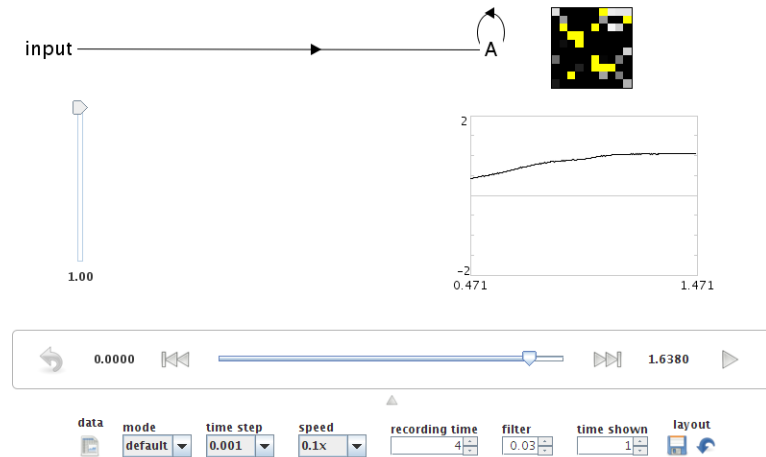 input
A
1.00
2
-2
0.471
1.471
0.0000
1.6380
data
mode
time step
speed
recording time
filter
time shown
layout
default
0.001
0.1x
4
0.03
1